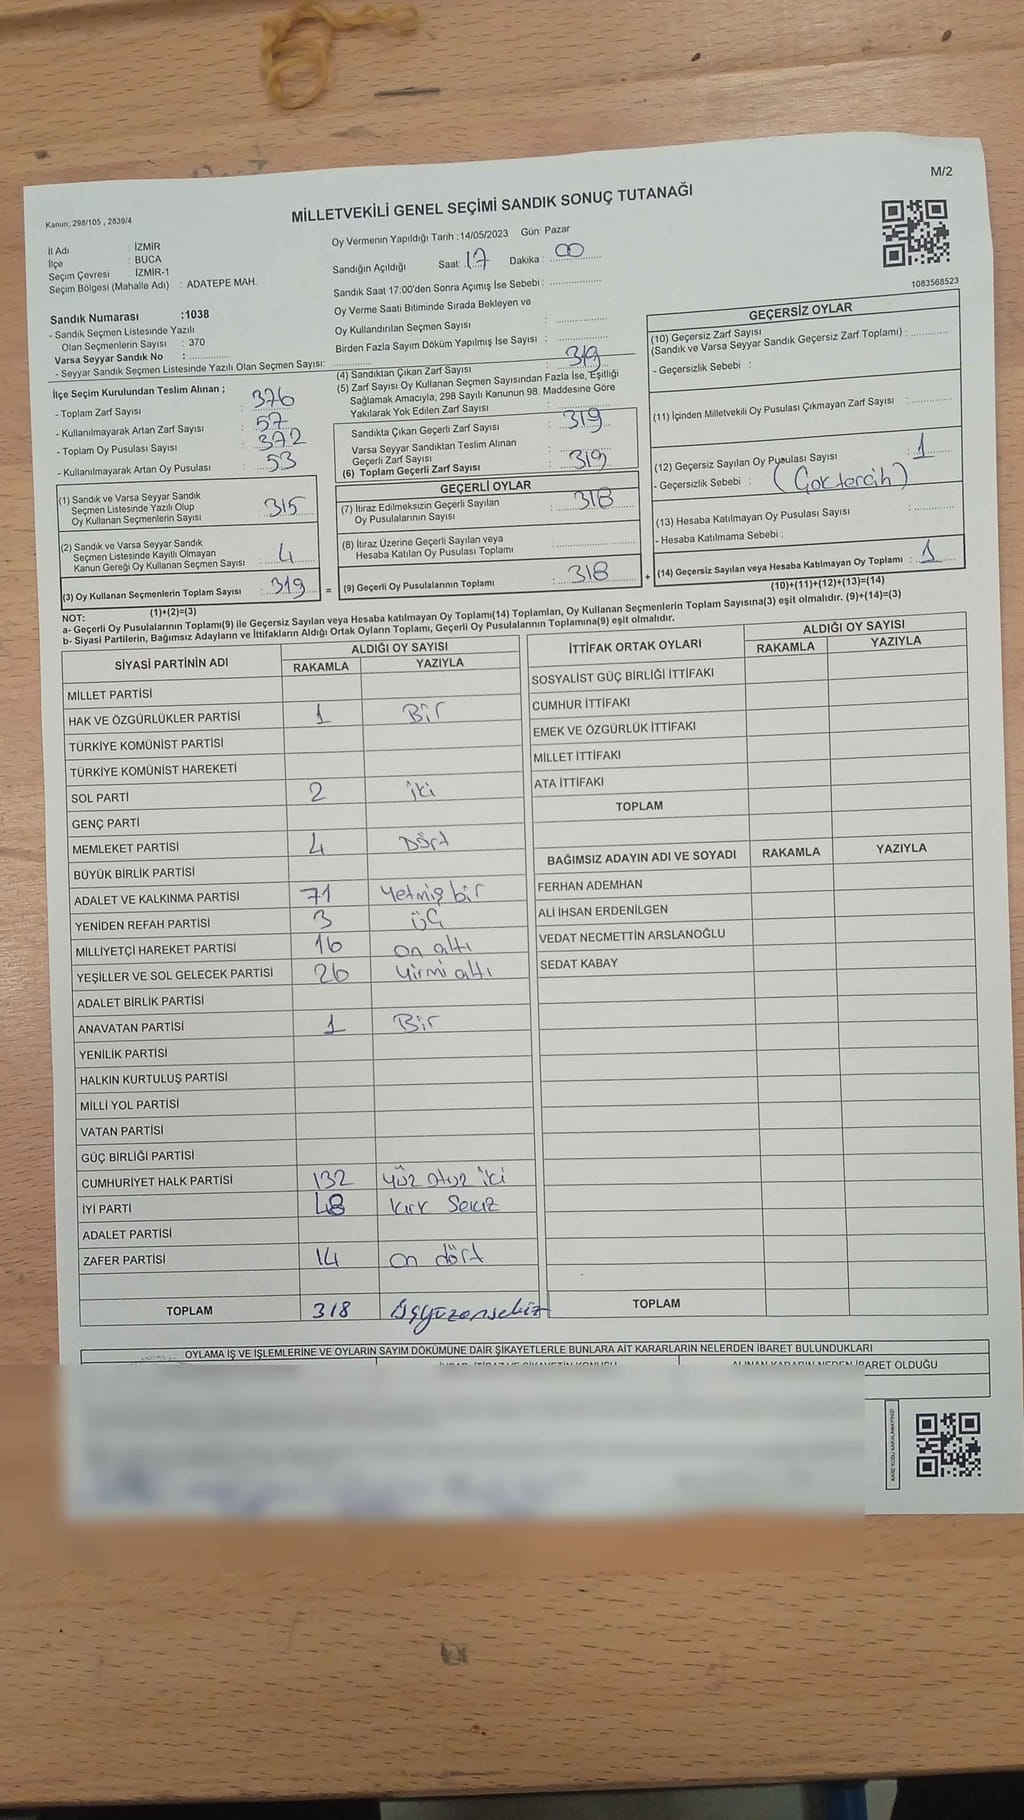 M/2
Kanun; 298/105 , 2839/4
MİLLETVEKİLİ GENEL SEÇİMİ SANDIK SONUÇ TUTANAĞI
İl Adı : İZMİR
İlçe : BUCA
Seçim Çevresi : İZMİR-1
Seçim Bölgesi (Mahalle Adı) : ADATEPE MAH.
Oy Vermenin Yapıldığı Tarih :14/05/2023 Gün: Pazar
Sandığın Açıldığı Saat: 17 Dakika : 00
Sandık Saat 17:00'den Sonra Açımış İse Sebebi :
Oy Verme Saati Bitiminde Sırada Bekleyen ve
Oy Kullandırılan Seçmen Sayısı :
Birden Fazla Sayım Döküm Yapılmış İse Sayısı :
1083568523
Sandık Numarası :1038
- Sandık Seçmen Listesinde Yazılı
Olan Seçmenlerin Sayısı : 370
Varsa Seyyar Sandık No :
- Seyyar Sandık Seçmen Listesinde Yazılı Olan Seçmen Sayısı:
İlçe Seçim Kurulundan Teslim Alınan ;
- Toplam Zarf Sayısı : 376
- Kullanılmayarak Artan Zarf Sayısı : 57
- Toplam Oy Pusulası Sayısı : 372
- Kullanılmayarak Artan Oy Pusulası : 53
(1) Sandık ve Varsa Seyyar Sandık
Seçmen Listesinde Yazılı Olup
Oy Kullanan Seçmenlerin Sayısı : 315
(2) Sandık ve Varsa Seyyar Sandık
Seçmen Listesinde Kayıtlı Olmayan
Kanun Gereği Oy Kullanan Seçmen Sayısı : 4
(3) Oy Kullanan Seçmenlerin Toplam Sayısı : 319
(1)+(2)=(3)
(4) Sandıktan Çıkan Zarf Sayısı : 319
(5) Zarf Sayısı Oy Kullanan Seçmen Sayısından Fazla İse, Eşitliği
Sağlamak Amacıyla; 298 Sayılı Kanunun 98. Maddesine Göre
Yakılarak Yok Edilen Zarf Sayısı :
Sandıkta Çıkan Geçerli Zarf Sayısı : 319
Varsa Seyyar Sandıktan Teslim Alınan
Geçerli Zarf Sayısı :
(6) Toplam Geçerli Zarf Sayısı : 319
GEÇERLİ OYLAR
(7) İtiraz Edilmeksizin Geçerli Sayılan
Oy Pusulalarının Sayısı : 318
(8) İtiraz Üzerine Geçerli Sayılan veya
Hesaba Katılan Oy Pusulası Toplamı :
= (9) Geçerli Oy Pusulalarının Toplamı : 318 +
GEÇERSİZ OYLAR
(10) Geçersiz Zarf Sayısı
(Sandık ve Varsa Seyyar Sandık Geçersiz Zarf Toplamı) :
- Geçersizlik Sebebi :
(11) İçinden Milletvekili Oy Pusulası Çıkmayan Zarf Sayısı :
(12) Geçersiz Sayılan Oy Pusulası Sayısı : 1
- Geçersizlik Sebebi : (Çok tercih)
(13) Hesaba Katılmayan Oy Pusulası Sayısı :
- Hesaba Katılmama Sebebi :
(14) Geçersiz Sayılan veya Hesaba Katılmayan Oy Toplamı : 1
(10)+(11)+(12)+(13)=(14)
NOT:
a- Geçerli Oy Pusulalarının Toplamı(9) ile Geçersiz Sayılan veya Hesaba katılmayan Oy Toplamı(14) Toplamları, Oy Kullanan Seçmenlerin Toplam Sayısına(3) eşit olmalıdır. (9)+(14)=(3)
b- Siyasi Partilerin, Bağımsız Adayların ve İttifakların Aldığı Ortak Oyların Toplamı, Geçerli Oy Pusulalarının Toplamına(9) eşit olmalıdır.
SİYASİ PARTİNİN ADI ALDIĞI OY SAYISI
RAKAMLA YAZIYLA
MİLLET PARTİSİ
HAK VE ÖZGÜRLÜKLER PARTİSİ 1 Bir
TÜRKİYE KOMÜNİST PARTİSİ
TÜRKİYE KOMÜNİST HAREKETİ
SOL PARTİ 2 iki
GENÇ PARTİ
MEMLEKET PARTİSİ 4 Dört
BÜYÜK BİRLİK PARTİSİ
ADALET VE KALKINMA PARTİSİ 71 Yetmiş bir
YENİDEN REFAH PARTİSİ 3 üç
MİLLİYETÇİ HAREKET PARTİSİ 16 on altı
YEŞİLLER VE SOL GELECEK PARTİSİ 26 Yirmi altı
ADALET BİRLİK PARTİSİ
ANAVATAN PARTİSİ 1 Bir
YENİLİK PARTİSİ
HALKIN KURTULUŞ PARTİSİ
MİLLİ YOL PARTİSİ
VATAN PARTİSİ
GÜÇ BİRLİĞİ PARTİSİ
CUMHURİYET HALK PARTİSİ 132 Yüz otuz iki
İYİ PARTİ 48 kırk Sekiz
ADALET PARTİSİ
ZAFER PARTİSİ 14 on dört
TOPLAM 318 Üçyüzonsekiz
İTTİFAK ORTAK OYLARI ALDIĞI OY SAYISI
RAKAMLA YAZIYLA
SOSYALİST GÜÇ BİRLİĞİ İTTİFAKI
CUMHUR İTTİFAKI
EMEK VE ÖZGÜRLÜK İTTİFAKI
MİLLET İTTİFAKI
ATA İTTİFAKI
TOPLAM
BAĞIMSIZ ADAYIN ADI VE SOYADI RAKAMLA YAZIYLA
FERHAN ADEMHAN
ALİ İHSAN ERDENİLGEN
VEDAT NECMETTİN ARSLANOĞLU
SEDAT KABAY
TOPLAM
OYLAMA İŞ VE İŞLEMLERİNE VE OYLARIN SAYIM DÖKÜMÜNE DAİR ŞİKAYETLERLE BUNLARA AİT KARARLARIN NELERDEN İBARET BULUNDUKLARI
ALINAN KARARIN NEDEN İBARET OLDUĞU
KARE KODU KARALAMAYINIZ!